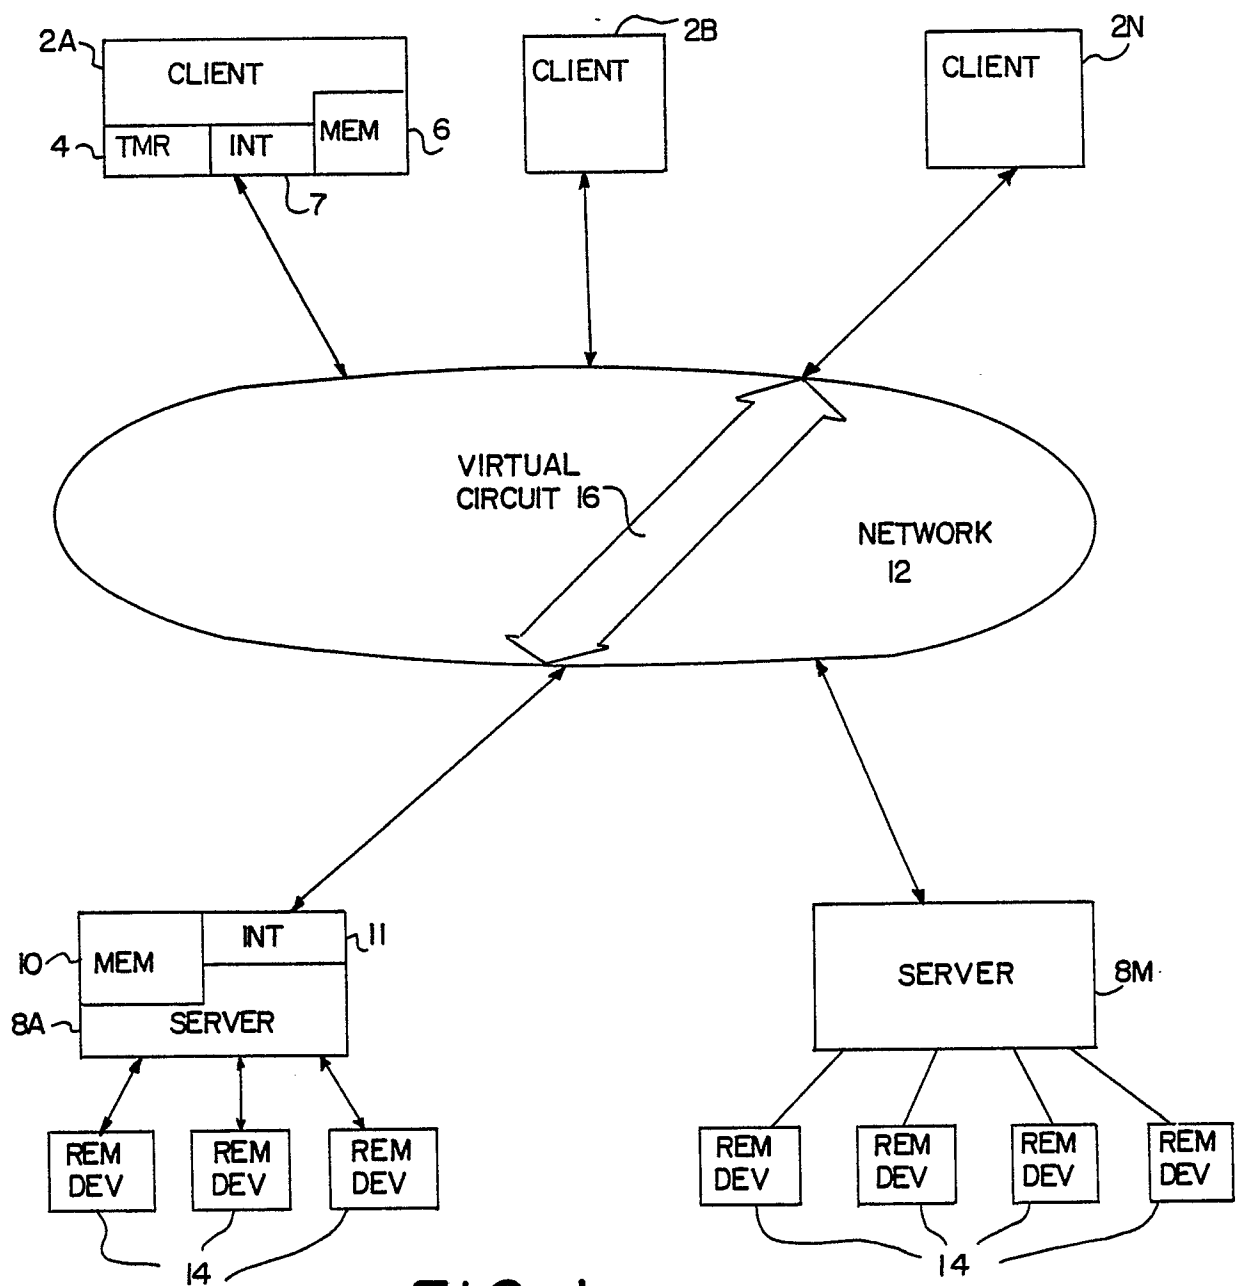 2A
CLIENT
TMR
INT
MEM
4
6
7
CLIENT
2B
CLIENT
2N
VIRTUAL
CIRCUIT 16
NETWORK
12
10
MEM
INT
11
8A
SERVER
SERVER
8M
REM
DEV
REM
DEV
REM
DEV
14
REM
DEV
REM
DEV
REM
DEV
REM
DEV
14